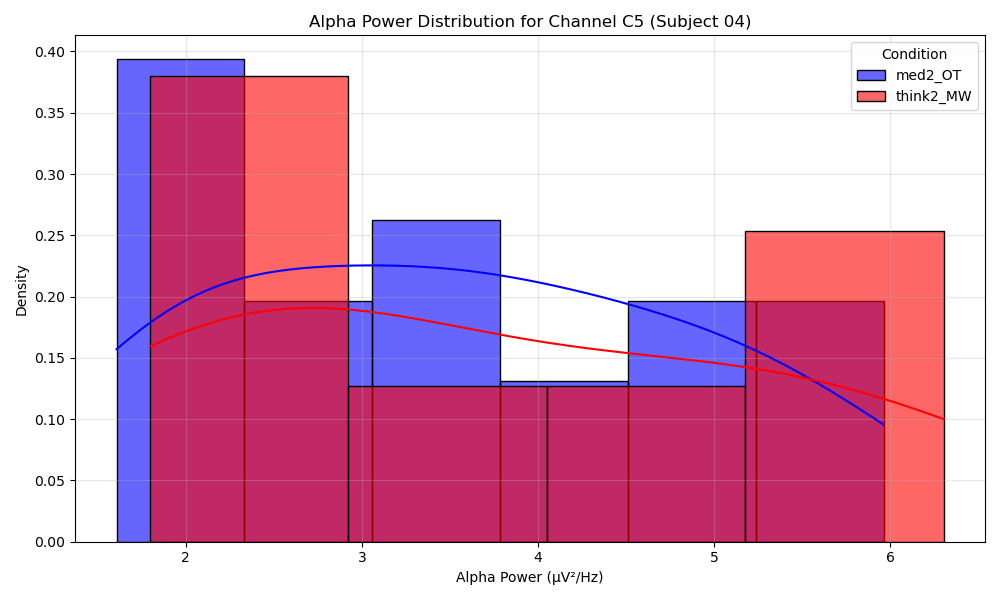 Alpha Power Distribution for Channel C5 (Subject 04)
Condition
med2_OT
think2_MW
Density
0.40
0.35
0.30
0.25
0.20
0.15
0.10
0.05
0.00
2 3 4 5 6
Alpha Power (μV²/Hz)